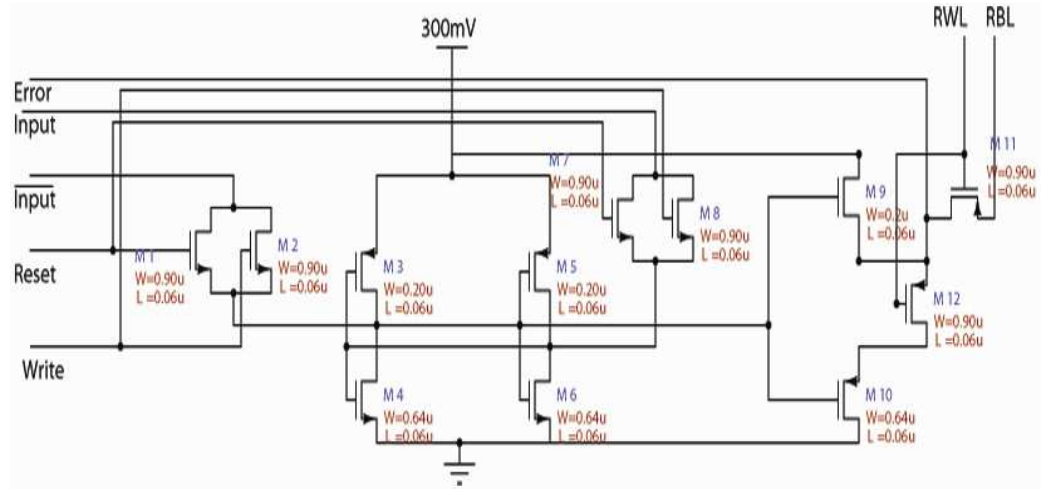 RWL RBL
300mV
Error
Input
Input
Reset
Write
M 1
W=0.90u
L =0.06u
M 2
W=0.90u
L =0.06u
M 3
W=0.20u
L =0.06u
M 4
W=0.64u
L =0.06u
M 5
W=0.20u
L =0.06u
M 6
W=0.64u
L =0.06u
M 7
W=0.90u
L =0.06u
M 8
W=0.90u
L =0.06u
M 9
W=0.2u
L =0.06u
M 10
W=0.64u
L =0.06u
M 11
W=0.90u
L =0.06u
M 12
W=0.90u
L =0.06u